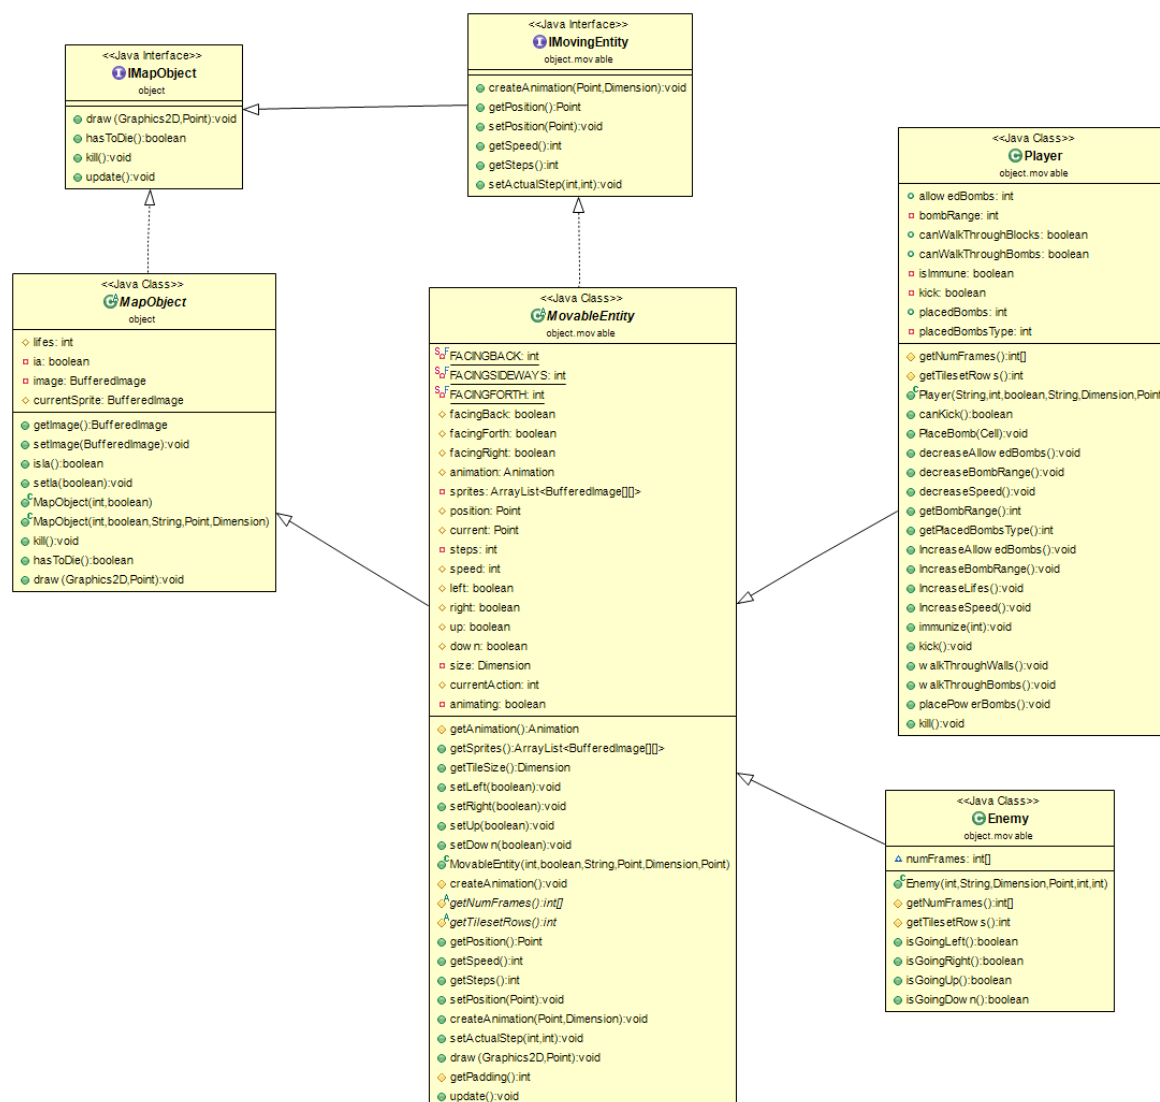 <<Java Interface>>
IMapObject
object
draw(Graphics2D,Point):void
hasToDie():boolean
kill():void
update():void
<<Java Interface>>
IMovingEntity
object.movable
createAnimation(Point,Dimension):void
getPosition():Point
setPosition(Point):void
getSpeed():int
getSteps():int
setActualStep(int,int):void
<<Java Class>>
MapObject
object
lifes: int
ia: boolean
image: BufferedImage
currentSprite: BufferedImage
getImage():BufferedImage
setImage(BufferedImage):void
isIa():boolean
setIa(boolean):void
MapObject(int,boolean)
MapObject(int,boolean,String,Point,Dimension)
kill():void
hasToDie():boolean
draw(Graphics2D,Point):void
<<Java Class>>
MovableEntity
object.movable
FACINGBACK: int
FACINGSIDEWAYS: int
FACINGFORTH: int
facingBack: boolean
facingForth: boolean
facingRight: boolean
animation: Animation
sprites: ArrayList<BufferedImage[][]>
position: Point
current: Point
steps: int
speed: int
left: boolean
right: boolean
up: boolean
down: boolean
size: Dimension
currentAction: int
animating: boolean
getAnimation():Animation
getSprites():ArrayList<BufferedImage[][]>
getTileSize():Dimension
setLeft(boolean):void
setRight(boolean):void
setUp(boolean):void
setDown(boolean):void
MovableEntity(int,boolean,String,Point,Dimension,Point)
createAnimation():void
getNumFrames():int[]
getTilesetRows():int
getPosition():Point
getSpeed():int
getSteps():int
setPosition(Point):void
createAnimation(Point,Dimension):void
setActualStep(int,int):void
draw(Graphics2D,Point):void
getPadding():int
update():void
<<Java Class>>
Player
object.movable
allowedBombs: int
bombRange: int
canWalkThroughBlocks: boolean
canWalkThroughBombs: boolean
isImmune: boolean
kick: boolean
placedBombs: int
placedBombsType: int
getNumFrames():int[]
getTilesetRows():int
Player(String,int,boolean,String,Dimension,Point
canKick():boolean
PlaceBomb(Cell):void
decreaseAllowedBombs():void
decreaseBombRange():void
decreaseSpeed():void
getBombRange():int
getPlacedBombsType():int
IncreaseAllowedBombs():void
IncreaseBombRange():void
IncreaseLifes():void
IncreaseSpeed():void
immunize(int):void
kick():void
walkThroughWalls():void
walkThroughBombs():void
placePowerBombs():void
kill():void
<<Java Class>>
Enemy
object.movable
numFrames: int[]
Enemy(int,String,Dimension,Point,int,int)
getNumFrames():int[]
getTilesetRows():int
isGoingLeft():boolean
isGoingRight():boolean
isGoingUp():boolean
isGoingDown():boolean